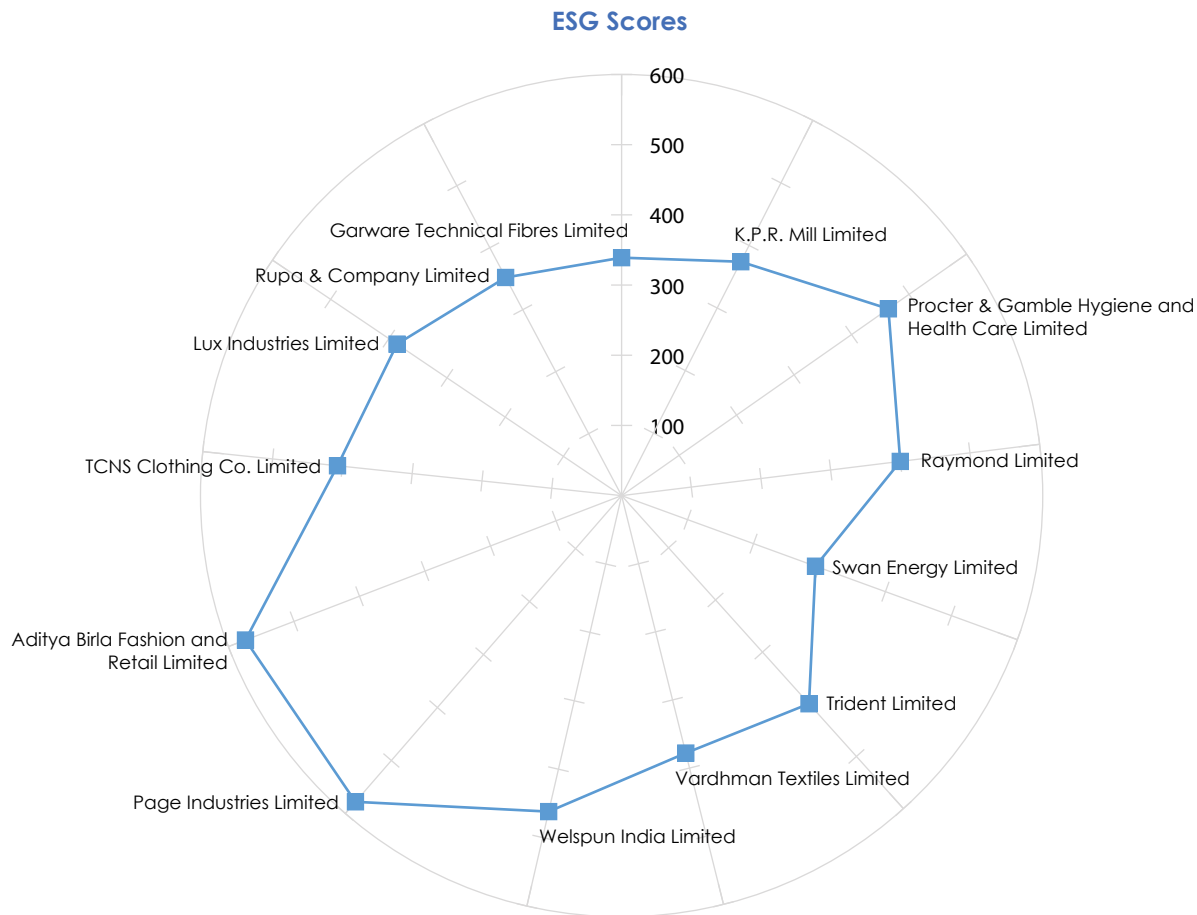 ESG Scores
600
500
400
300
200
100
Garware Technical Fibres Limited
K.P.R. Mill Limited
Procter & Gamble Hygiene and
Health Care Limited
Raymond Limited
Swan Energy Limited
Trident Limited
Vardhman Textiles Limited
Welspun India Limited
Page Industries Limited
Aditya Birla Fashion and
Retail Limited
TCNS Clothing Co. Limited
Lux Industries Limited
Rupa & Company Limited